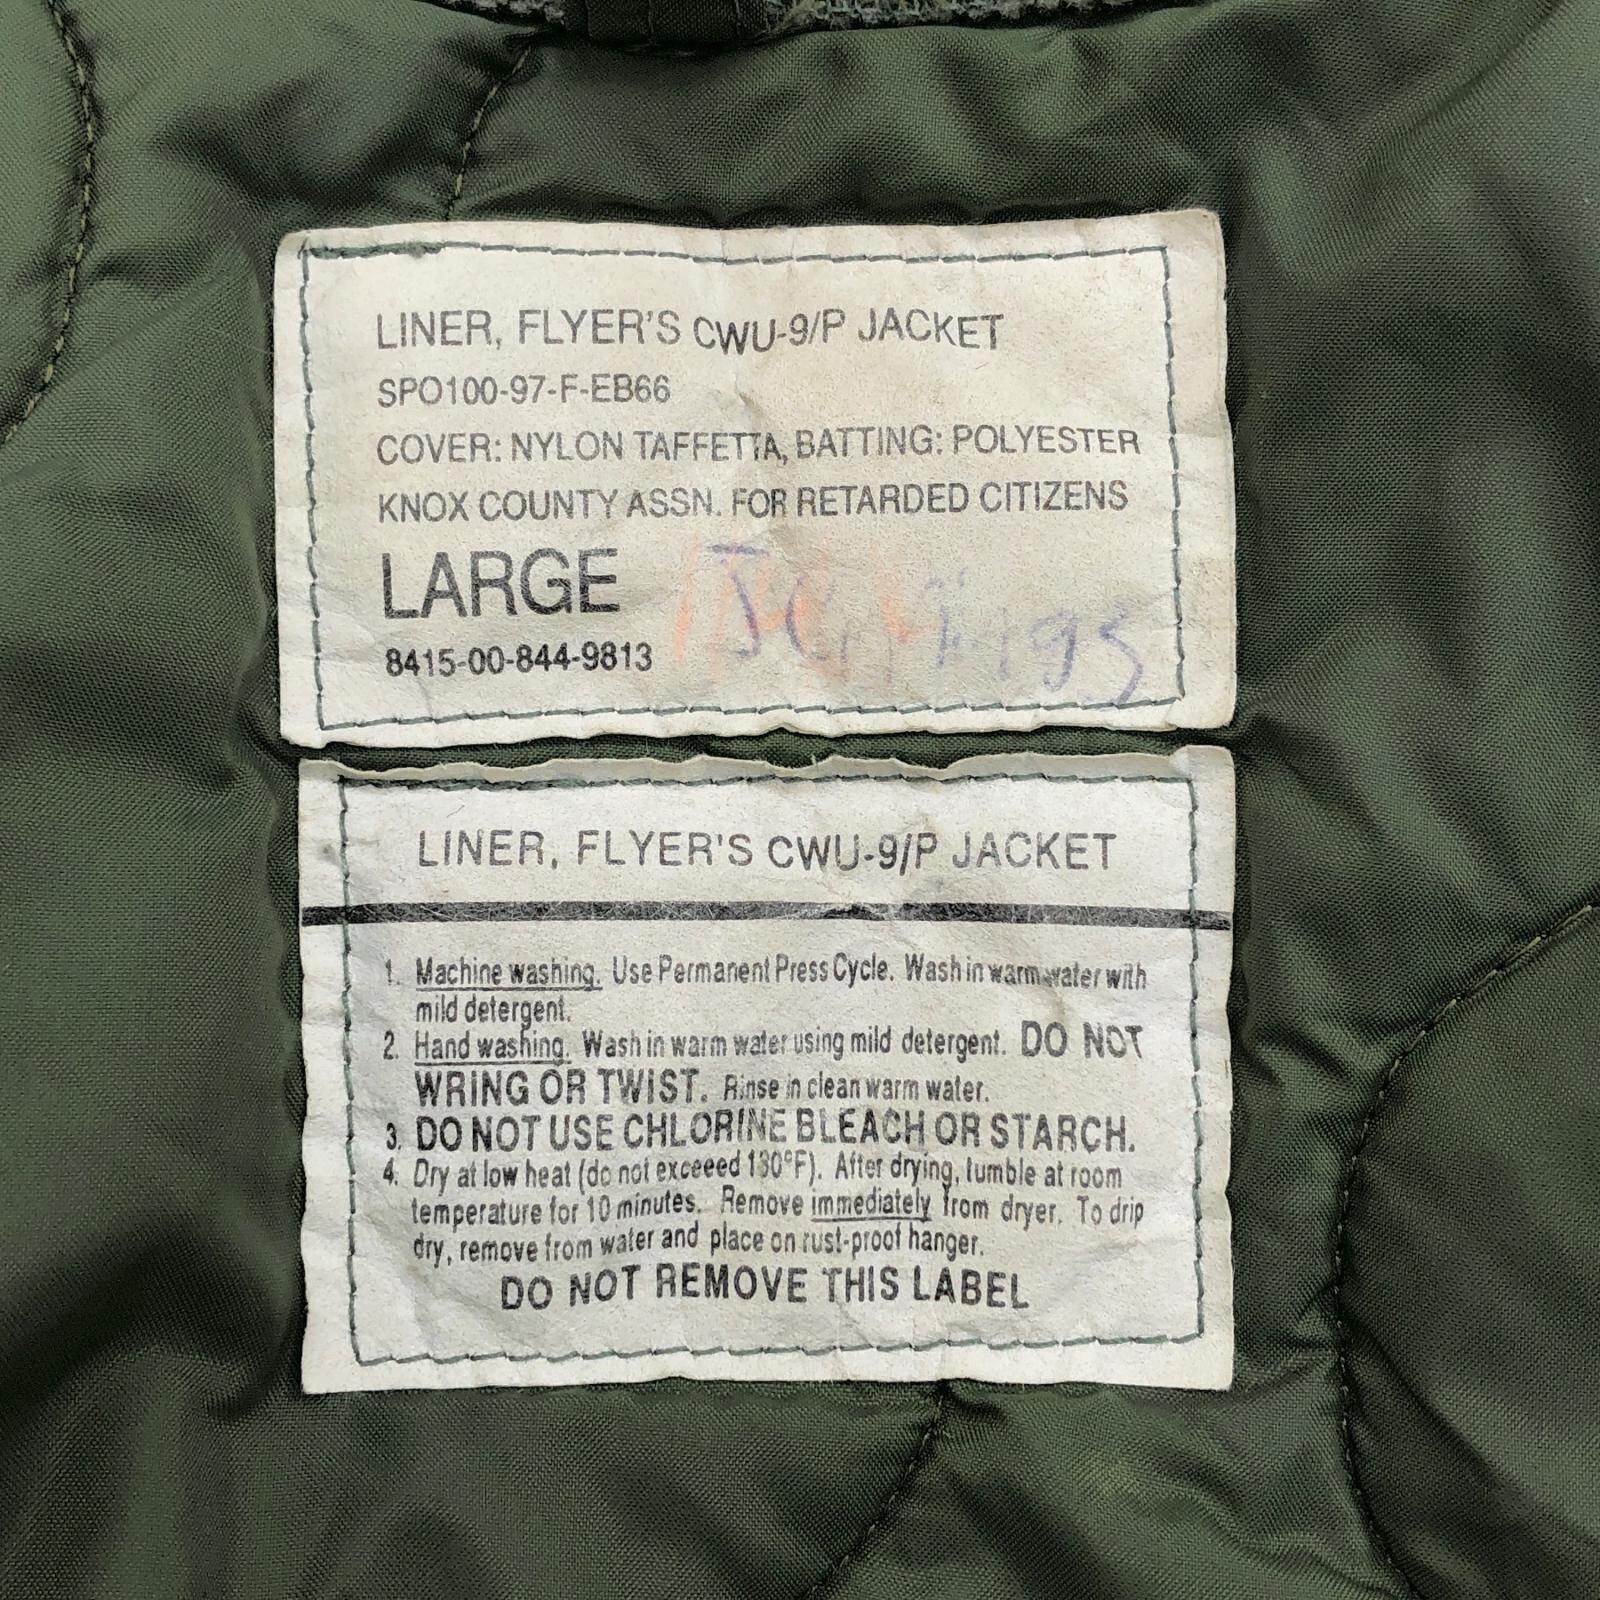 LINER, FLYER'S CWU-9/P JACKET
SPO100-97-F-EB66
COVER: NYLON TAFFETTA, BATTING: POLYESTER
KNOX COUNTY ASSN. FOR RETARDED CITIZENS
LARGE
8415-00-844-9813
LINER, FLYER'S CWU-9/P JACKET
1. Machine washing. Use Permanent Press Cycle. Wash in warm water with
mild detergent.
2. Hand washing. Wash in warm water using mild detergent. DO NOT
WRING OR TWIST. Rinse in clean warm water.
3. DO NOT USE CHLORINE BLEACH OR STARCH.
4. Dry at low heat (do not exceeed 130°F). After drying, tumble at room
temperature for 10 minutes. Remove immediately from dryer. To drip
dry, remove from water and place on rust-proof hanger.
DO NOT REMOVE THIS LABEL